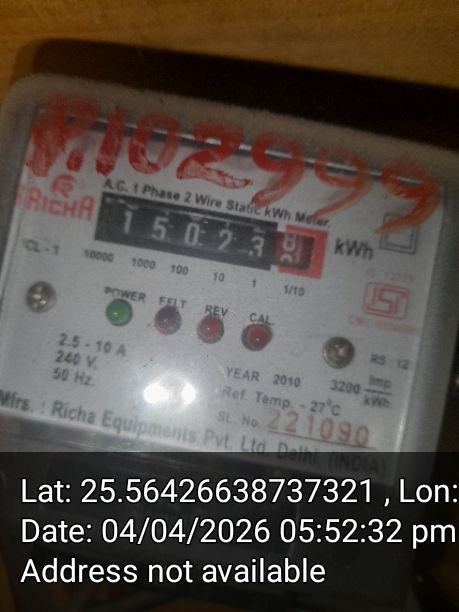 P.102999
RICHA
A.C. 1 Phase 2 Wire Static kWh Meter.
15023
kWh
CL-1
10000 1000 100 10 1 1/10
POWER EFLT REV CAL
2.5 - 10 A
240 V.
50 Hz.
YEAR 2010
3200 Imp/kWh
Ref. Temp. - 27°C
SL. No. 221090
Mfrs. : Richa Equipments Pvt. Ltd. Delhi. (INDIA)
Lat: 25.56426638737321 , Lon:
Date: 04/04/2026 05:52:32 pm
Address not available